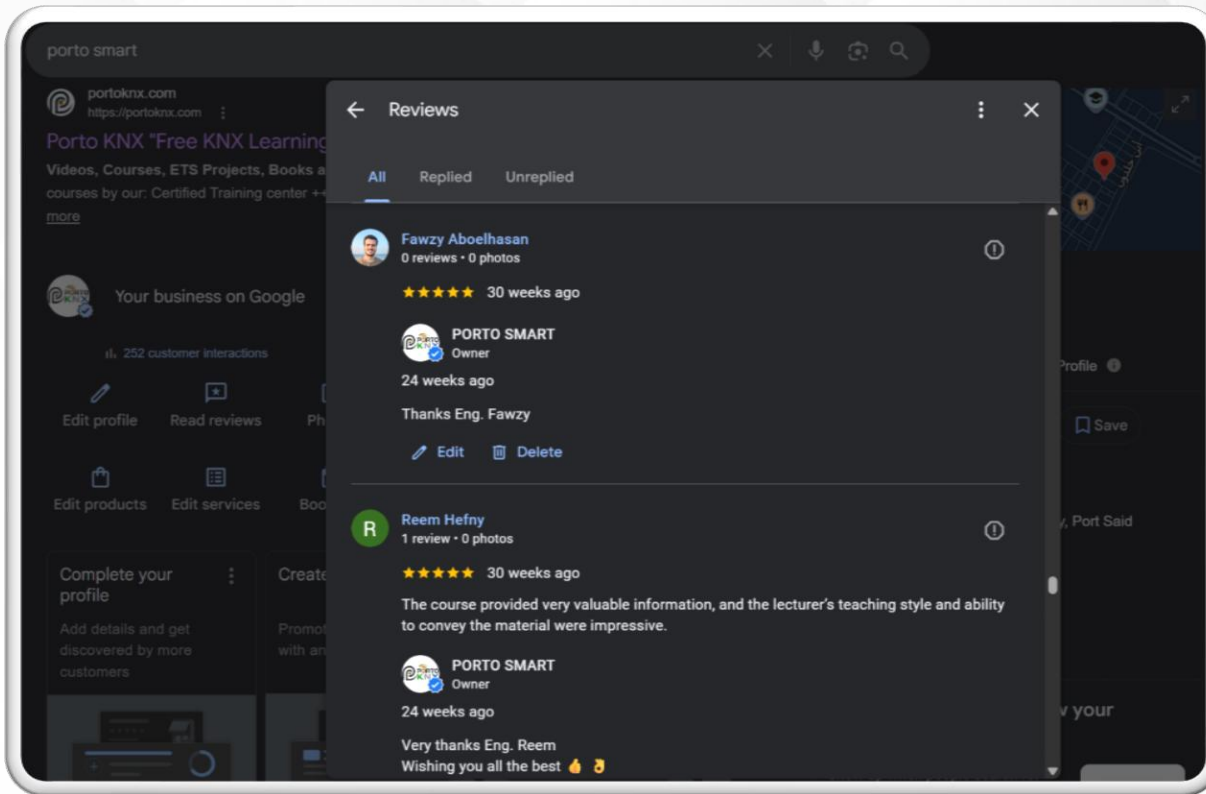 porto smart
portoknx.com
https://portoknx.com
Porto KNX "Free KNX Learning
Videos, Courses, ETS Projects, Books a
courses by our: Certified Training center ++
more
Your business on Google
252 customer interactions
Edit profile
Read reviews
Ph
Edit products
Edit services
Boo
Complete your
profile
Add details and get
discovered by more
customers
Create
Promot
with an
Reviews
All
Replied
Unreplied
Fawzy Aboelhasan
0 reviews • 0 photos
★★★★★ 30 weeks ago
PORTO SMART
Owner
24 weeks ago
Thanks Eng. Fawzy
Edit
Delete
R
Reem Hefny
1 review • 0 photos
★★★★★ 30 weeks ago
The course provided very valuable information, and the lecturer's teaching style and ability
to convey the material were impressive.
PORTO SMART
Owner
24 weeks ago
Very thanks Eng. Reem
Wishing you all the best 👍 👌
Profile
Save
, Port Said
your